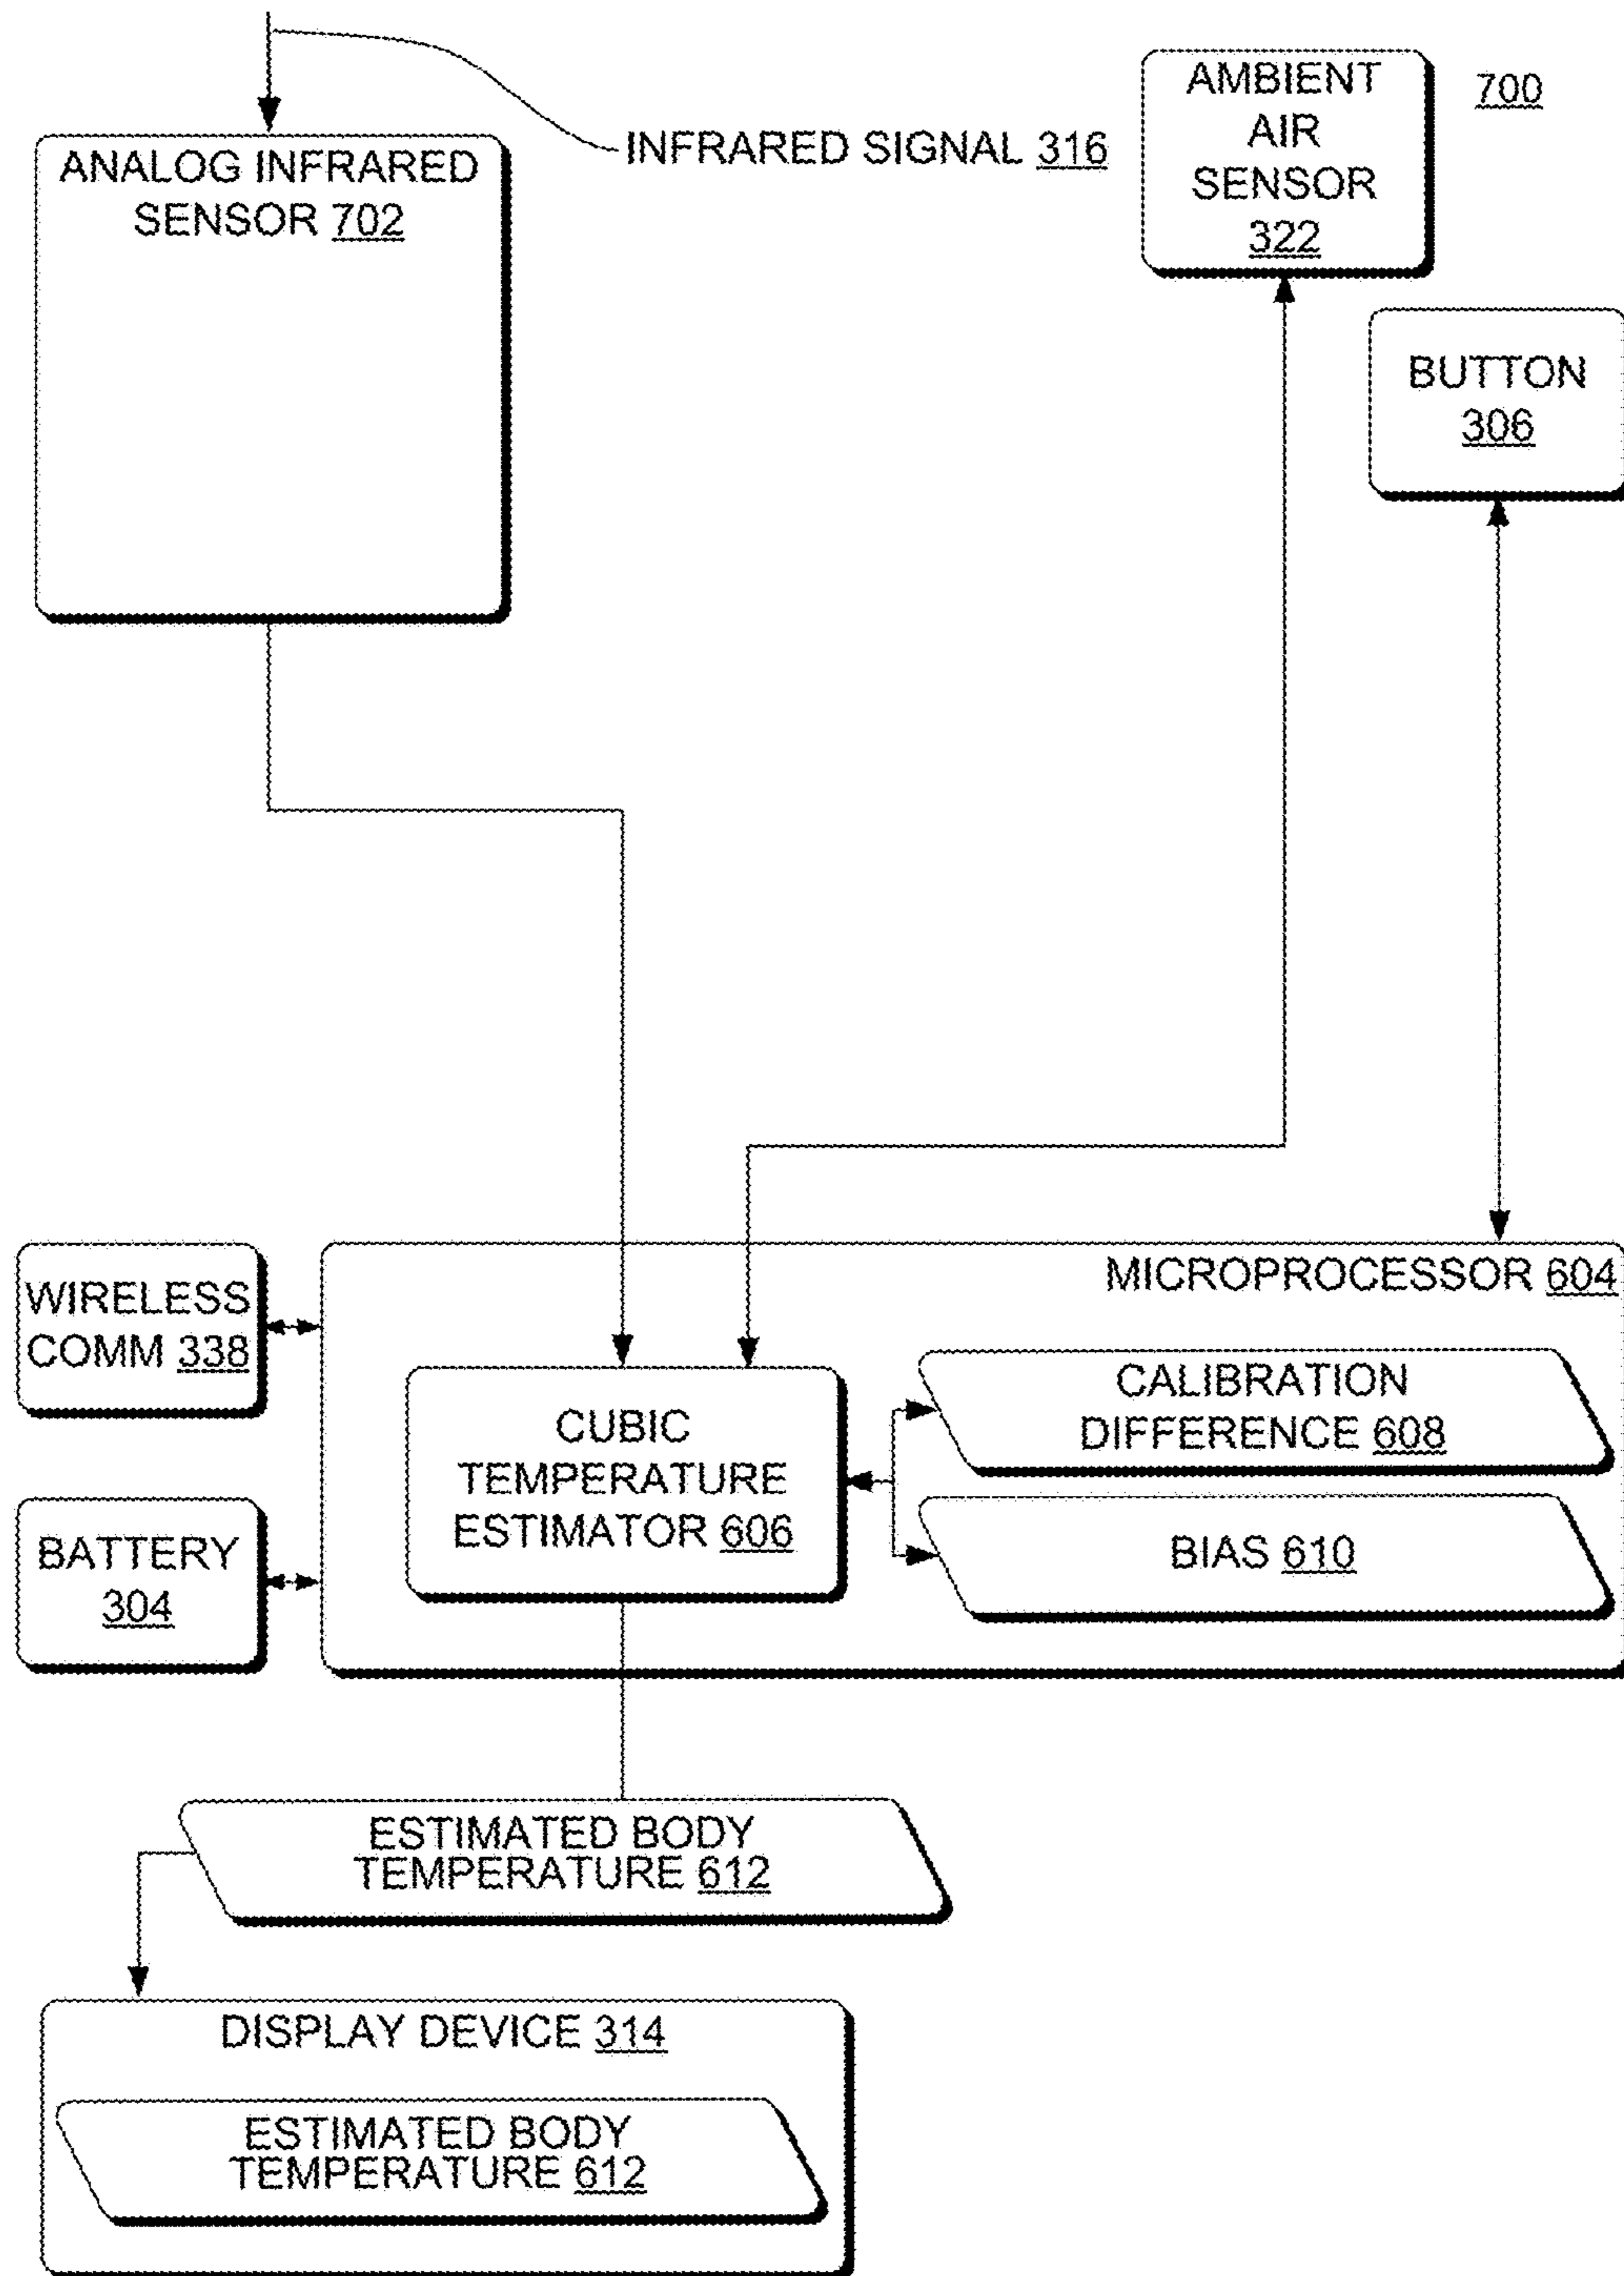 ANALOG INFRARED
SENSOR 702
INFRARED SIGNAL 316
AMBIENT
AIR
SENSOR
322
700
BUTTON
306
MICROPROCESSOR 604
WIRELESS
COMM 338
CUBIC
TEMPERATURE
ESTIMATOR 606
CALIBRATION
DIFFERENCE 608
BIAS 610
BATTERY
304
ESTIMATED BODY
TEMPERATURE 612
DISPLAY DEVICE 314
ESTIMATED BODY
TEMPERATURE 612